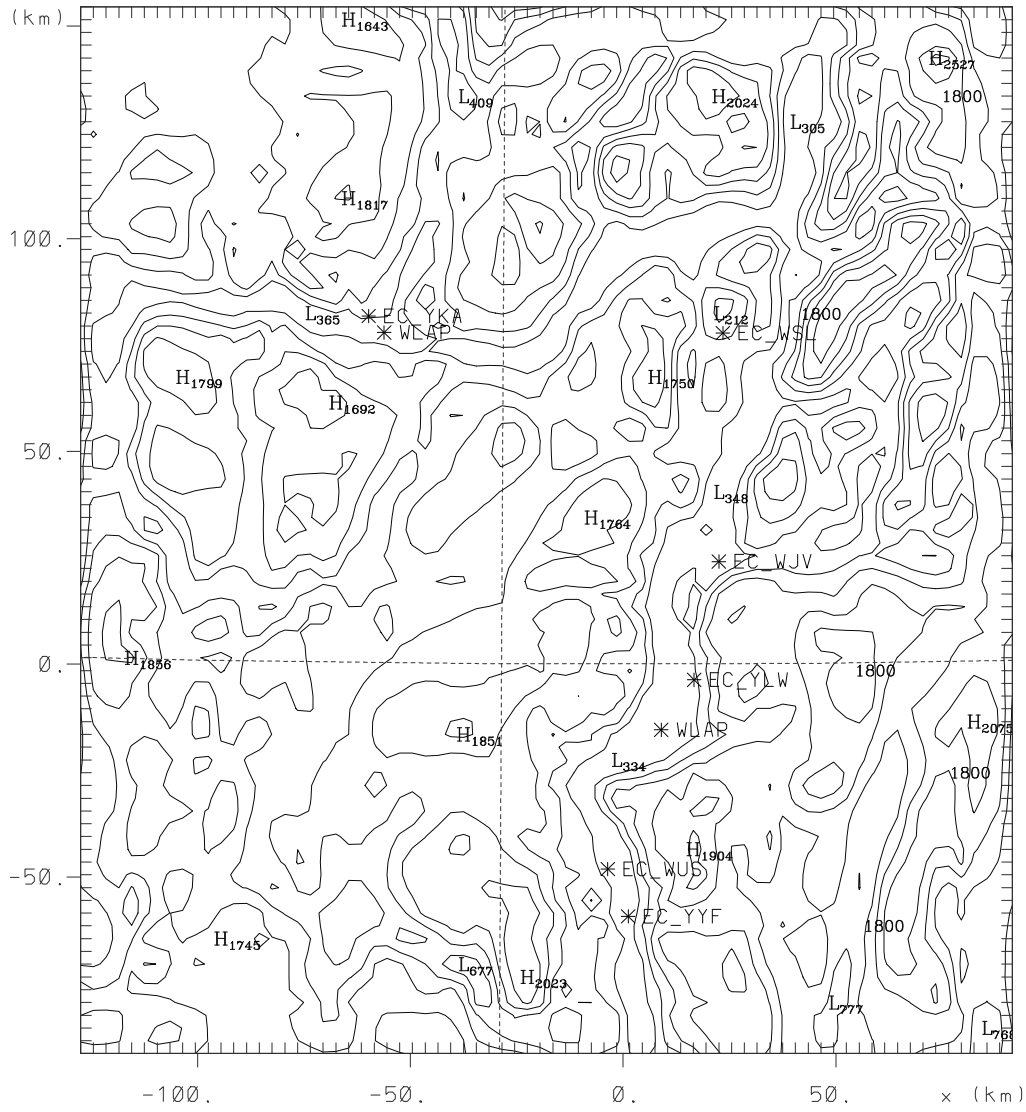 (km)
H1643
H2527
L409
H2024
1800
L305
H1817
100.
L365
EC_YKA
L212
1800
WEAP
EC_WSL
H1799
H1750
H1692
50.
L348
H1764
EC_WJV
0.
H1856
1800
EC_YLW
H2075
H1851
WLAP
L334
1800
H1904
-50.
EC_WUS
EC_YYF
1800
H1745
L677
H2023
L777
-100.
-50.
0.
50.
x (km)